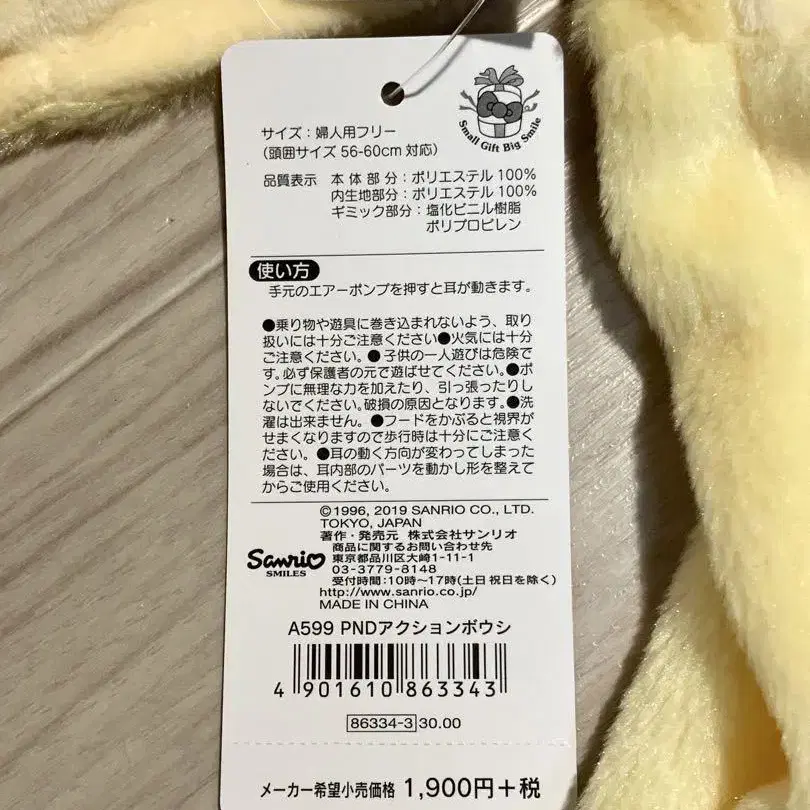 Small Gift Big Smile
サイズ：婦人用フリー
（頭囲サイズ 56-60cm 対応）
品質表示 本体部分：ポリエステル 100%
内生地部分：ポリエステル 100%
ギミック部分：塩化ビニル樹脂
ポリプロピレン
使い方
手元のエアーポンプを押すと耳が動きます。
●乗り物や遊具に巻き込まれないよう、取り
扱いには十分ご注意ください●火気には十分
ご注意ください。●子供の一人遊びは危険で
す。必ず保護者の元で遊ばせてください。●ポ
ンプに無理な力を加えたり、引っ張ったりし
ないでください。破損の原因となります。●洗
濯は出来ません。●フードをかぶると視界が
せまくなりますので歩行時は十分にご注意くだ
さい。●耳の動く方向が変わってしまった
場合は、耳内部のパーツを動かし形を整えて
からご使用ください。
©1996, 2019 SANRIO CO., LTD.
TOKYO, JAPAN
著作・発売元 株式会社サンリオ
商品に関するお問い合わせ先
東京都品川区大崎1-11-1
03-3779-8148
受付時間：10時〜17時(土日 祝日を除く)
http://www.sanrio.co.jp/
MADE IN CHINA
Sanrio
SMILES
A599 PNDアクションボウシ
4 901610 863343
86334-3 30.00
メーカー希望小売価格 1,900円＋税